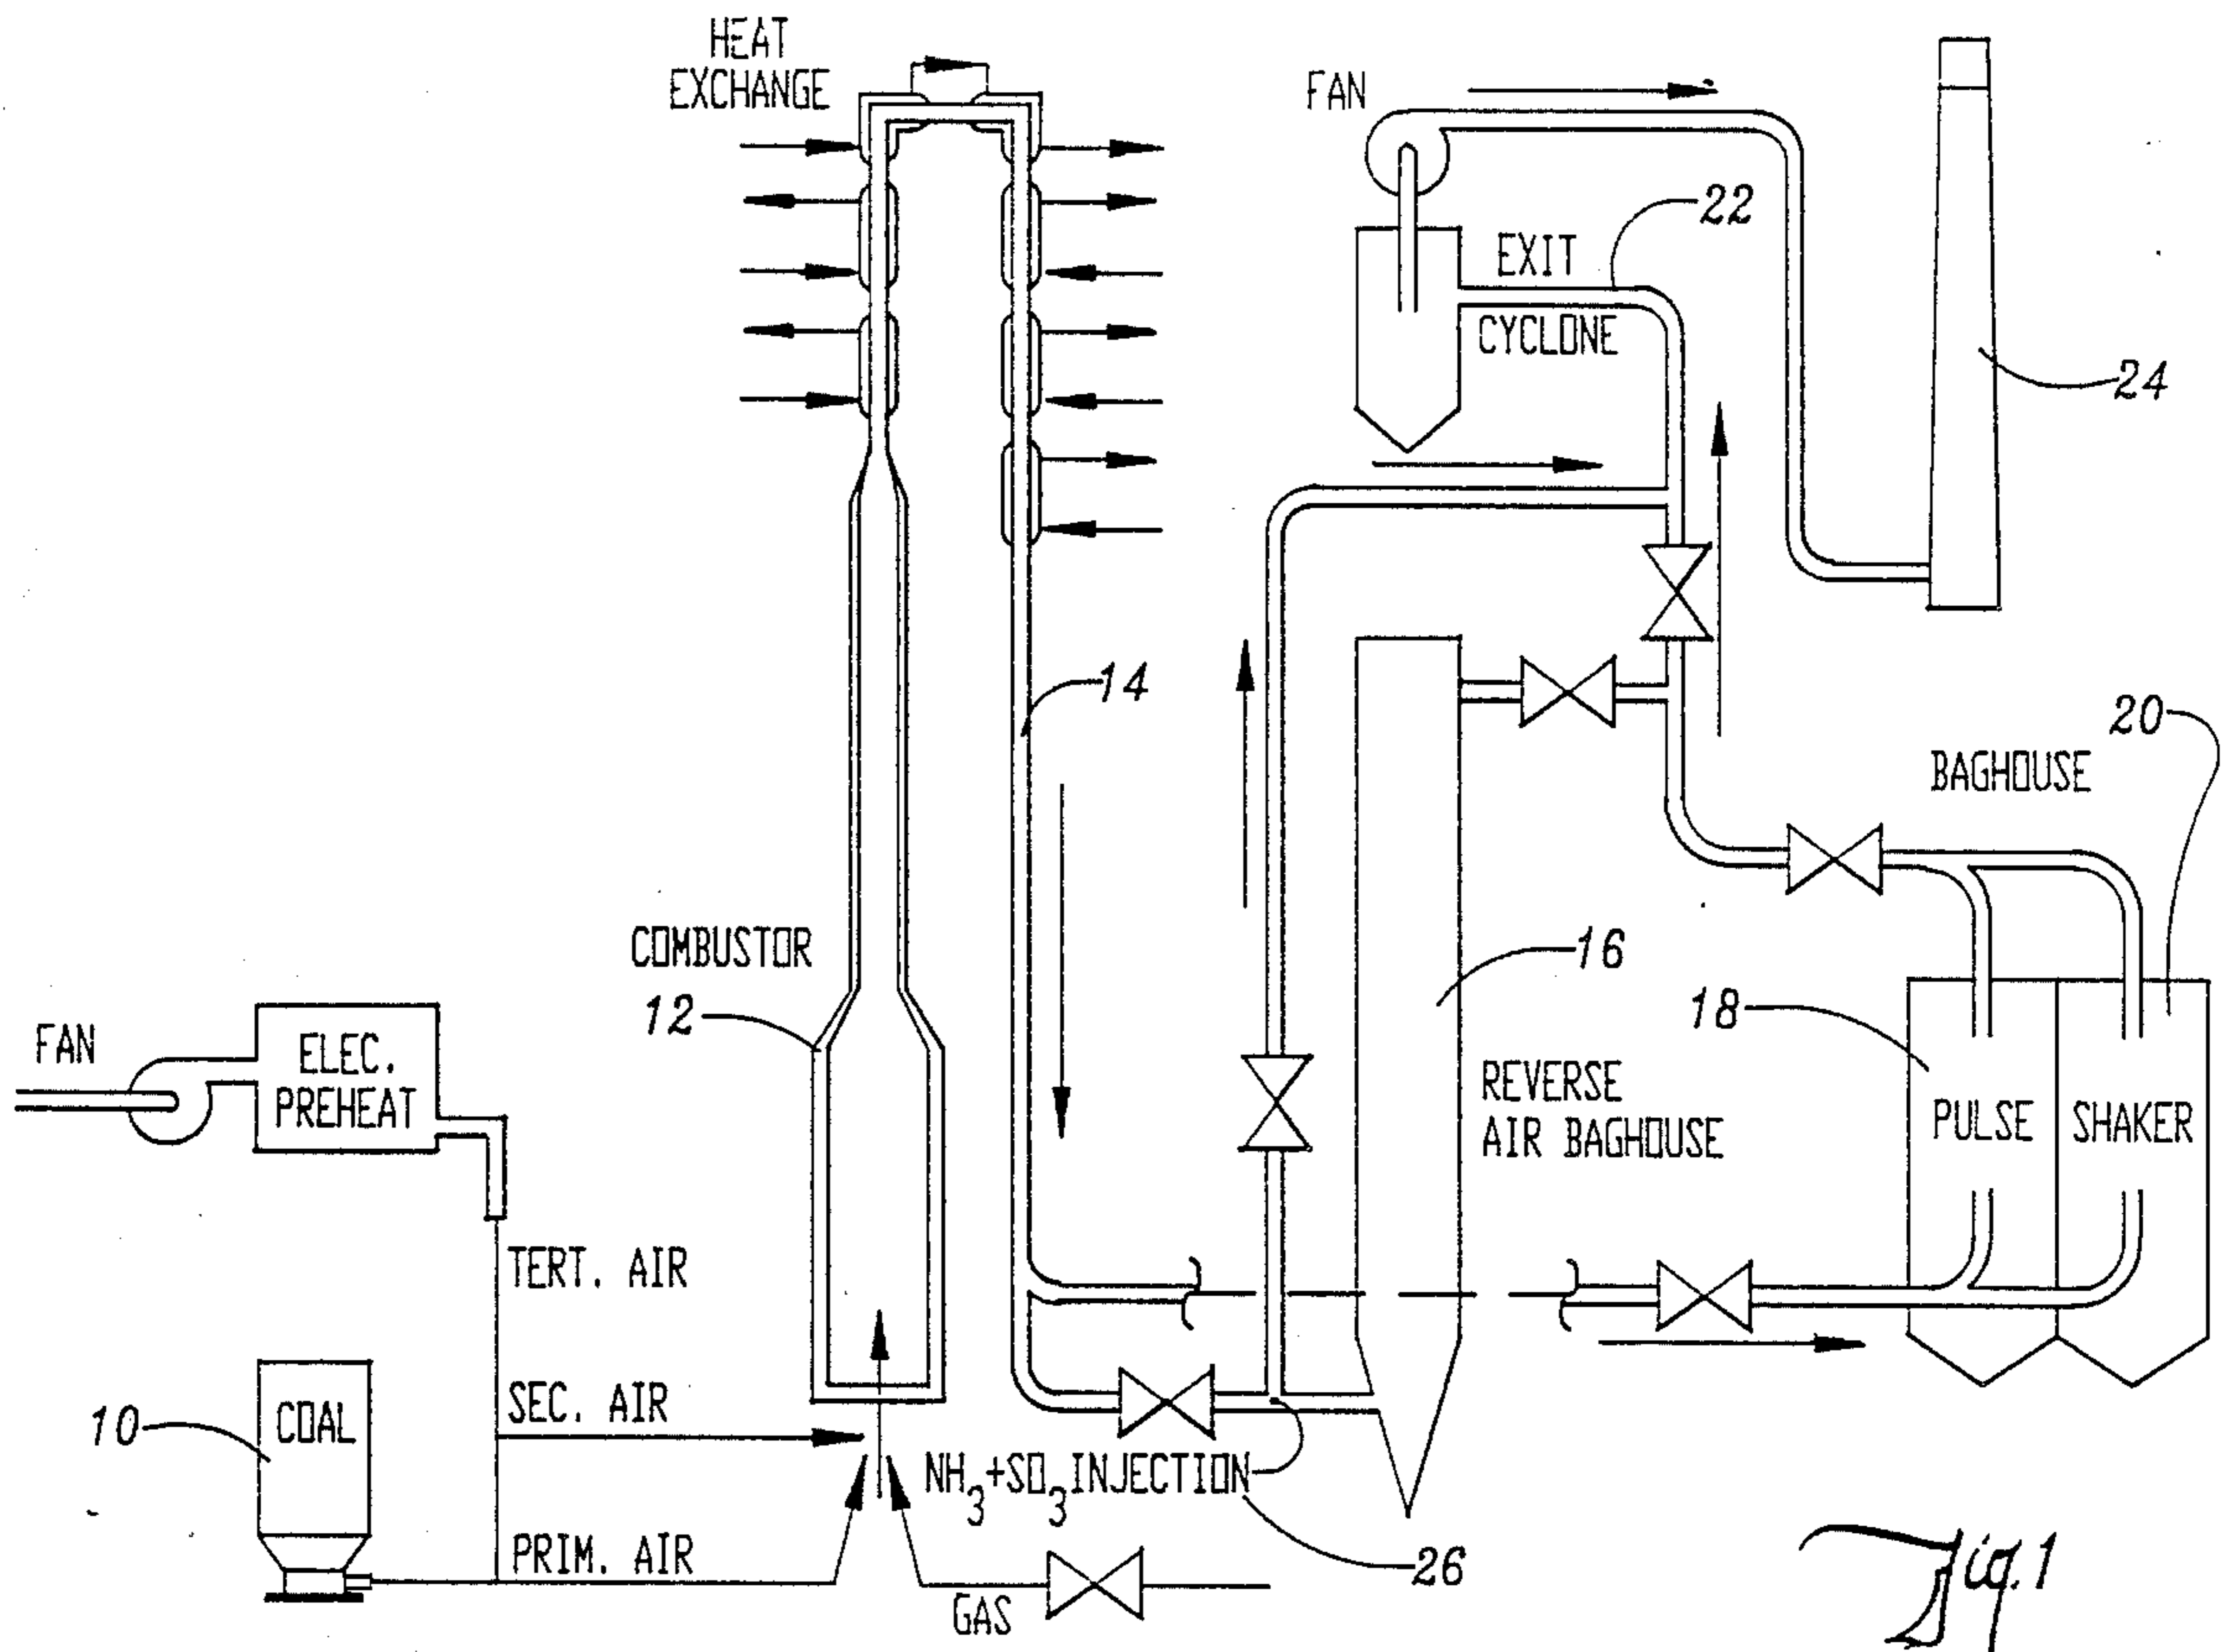 HEAT
EXCHANGE
FAN
22
EXIT
CYCLONE
24
14
20
BAGHOUSE
COMBUSTOR
12
16
18
FAN
ELEC.
PREHEAT
REVERSE
AIR BAGHOUSE
PULSE
SHAKER
TERT. AIR
10
COAL
SEC. AIR
NH3+SO3 INJECTION
26
PRIM. AIR
GAS
Fig. 1